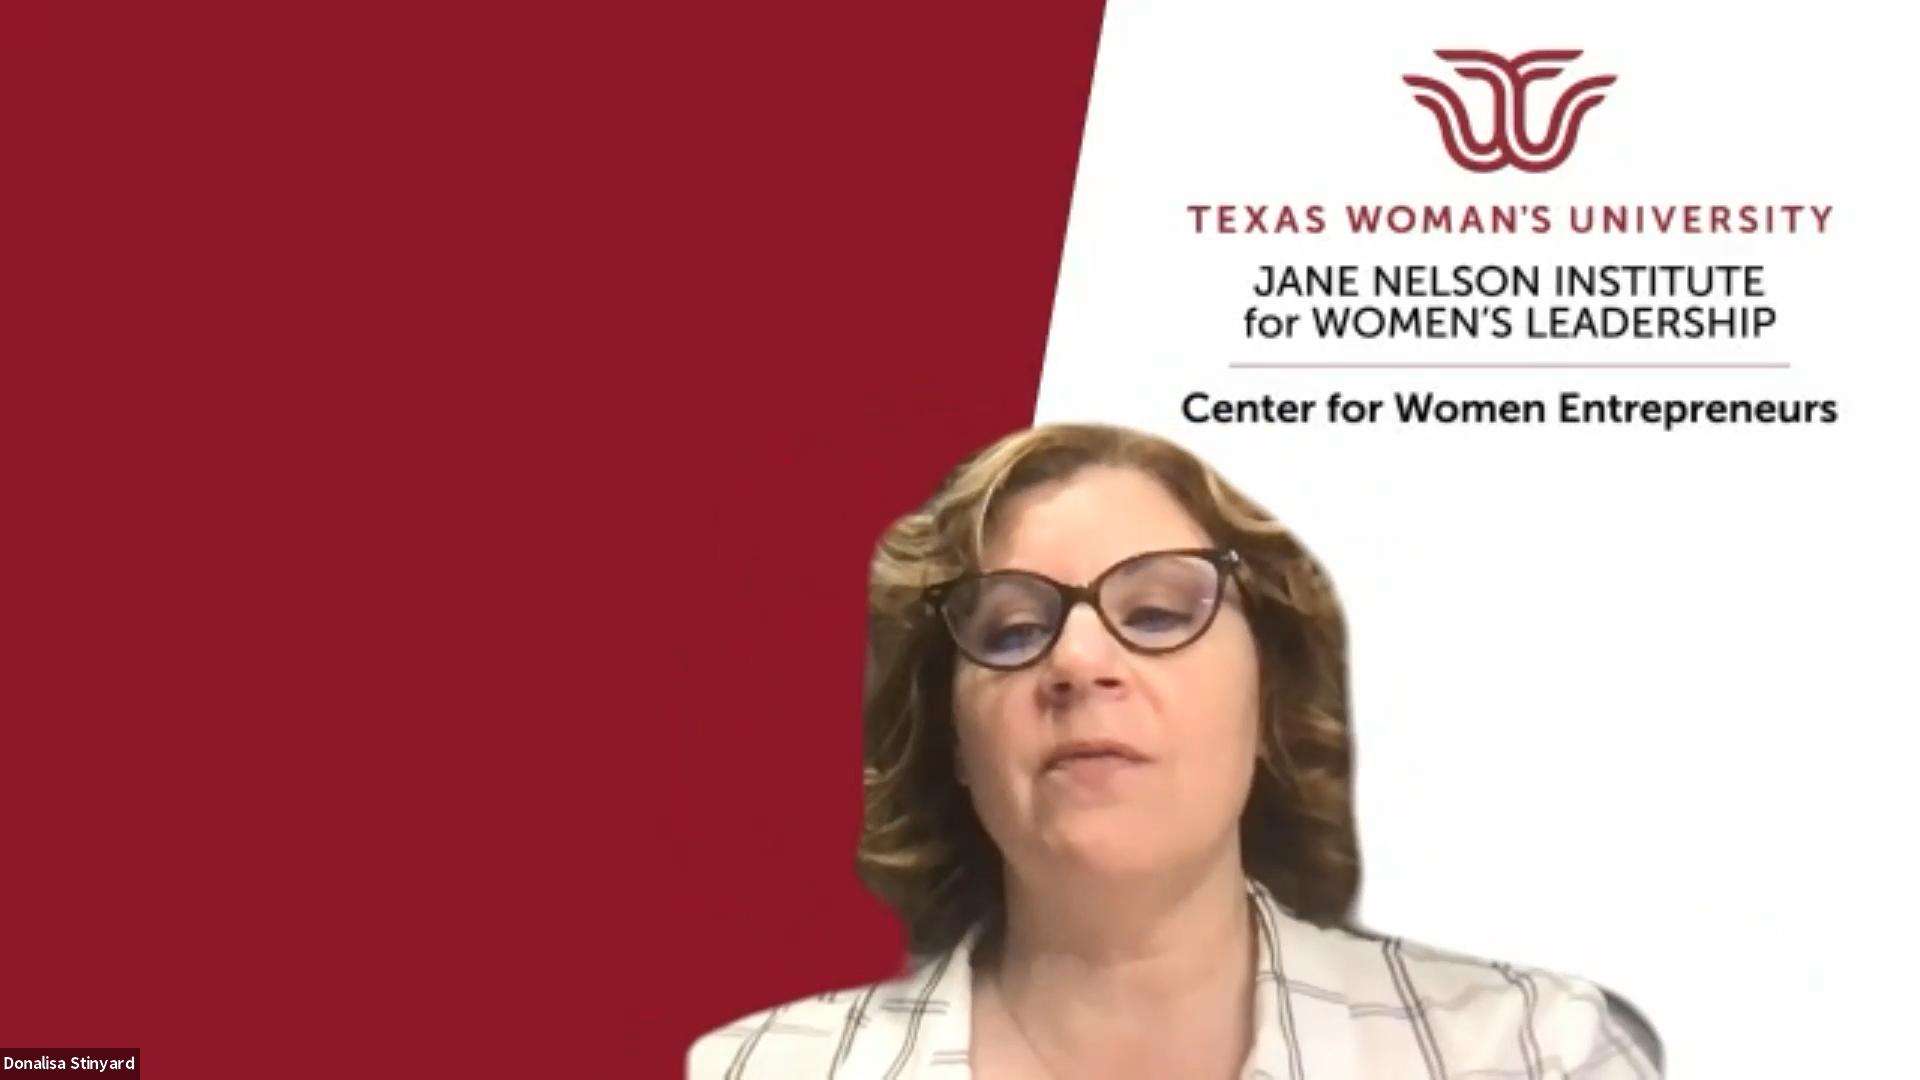 TEXAS WOMAN'S UNIVERSITY
JANE NELSON INSTITUTE
for WOMEN'S LEADERSHIP
Center for Women Entrepreneurs
Donalisa Stinyard